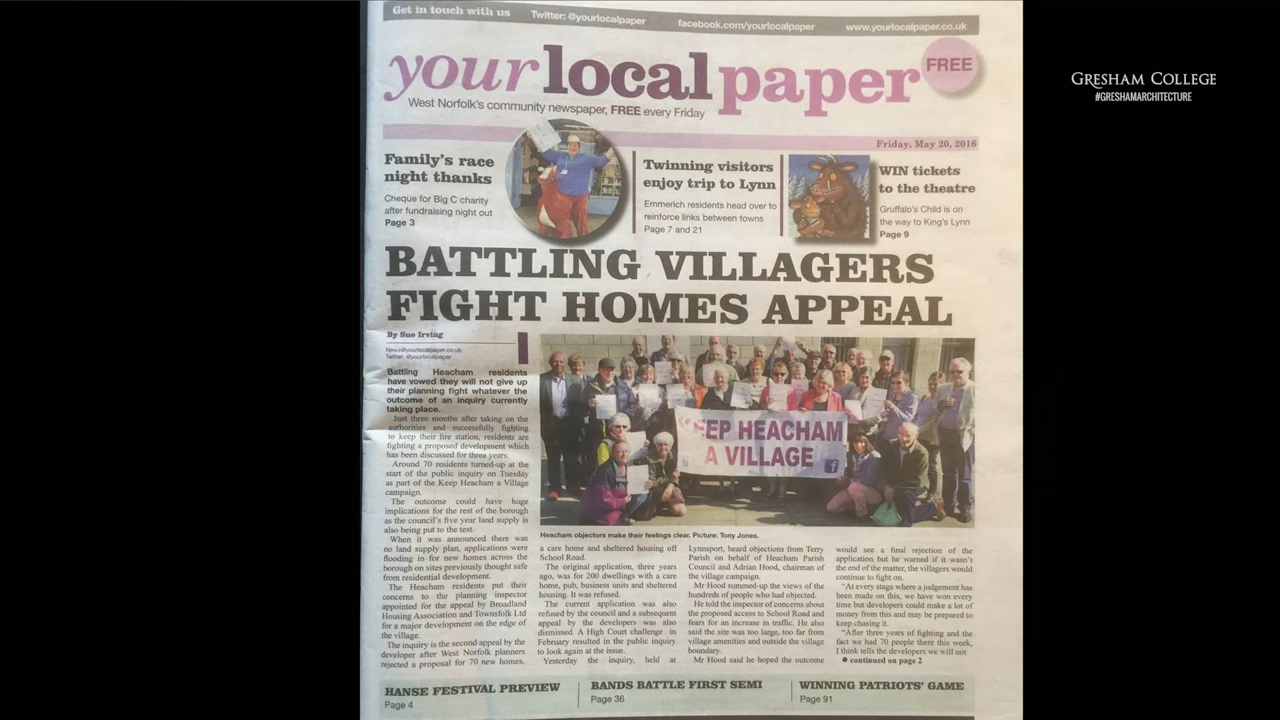 Get in touch with us Twitter: @yourlocalpaper facebook.com/yourlocalpaper www.yourlocalpaper.co.uk
your local paper FREE
West Norfolk's community newspaper, FREE every Friday
GRESHAM COLLEGE
#GRESHAMARCHITECTURE
Friday, May 20, 2016
Family's race
night thanks
Cheque for Big C charity
after fundraising night out
Page 3
Twinning visitors
enjoy trip to Lynn
Emmerich residents head over to
reinforce links between towns
Page 7 and 21
WIN tickets
to the theatre
Gruffalo's Child is on
the way to King's Lynn
Page 9
BATTLING VILLAGERS
FIGHT HOMES APPEAL
By Sue Irving
News@yourlocalpaper.co.uk
Twitter: @yourlocalpaper
Battling Heacham residents
have vowed they will not give up
their planning fight whatever the
outcome of an inquiry currently
taking place.
Just three months after taking on the
authorities and successfully fighting
to keep their fire station, residents are
fighting a proposed development which
has been discussed for three years.
Around 70 residents turned-up at the
start of the public inquiry on Tuesday
as part of the Keep Heacham a Village
campaign.
The outcome could have huge
implications for the rest of the borough
as the council's five year land supply is
also being put to the test.
When it was announced there was
no land supply plan, applications were
flooding in for new homes across the
borough on sites previously thought safe
from residential development.
The Heacham residents put their
concerns to the planning inspector
appointed for the appeal by Broadland
Housing Association and Townsfolk Ltd
for a major development on the edge of
the village.
The inquiry is the second appeal by the
developer after West Norfolk planners
rejected a proposal for 70 new homes,
KEEP HEACHAM
A VILLAGE
Heacham objectors make their feelings clear. Picture: Tony Jones.
a care home and sheltered housing off
School Road.
The original application, three years
ago, was for 200 dwellings with a care
home, pub, business units and sheltered
housing. It was refused.
The current application was also
refused by the council and a subsequent
appeal by the developers was also
dismissed. A High Court challenge in
February resulted in the public inquiry
to look again at the issue.
Yesterday the inquiry, held at
Lynnsport, heard objections from Terry
Parish on behalf of Heacham Parish
Council and Adrian Hood, chairman of
the village campaign.
Mr Hood summed-up the views of the
hundreds of people who had objected.
He told the inspector of concerns about
the proposed access to School Road and
fears for an increase in traffic. He also
said the site was too large, too far from
village amenities and outside the village
boundary.
Mr Hood said he hoped the outcome
would see a final rejection of the
application but he warned if it wasn't
the end of the matter, the villagers would
continue to fight on.
"At every stage where a judgement has
been made on this, we have won every
time but developers could make a lot of
money from this and may be prepared to
keep chasing it.
"After three years of fighting and the
fact we had 70 people there this week,
I think tells the developers we will not
● continued on page 2
HANSE FESTIVAL PREVIEW
Page 4
BANDS BATTLE FIRST SEMI
Page 36
WINNING PATRIOTS' GAME
Page 91